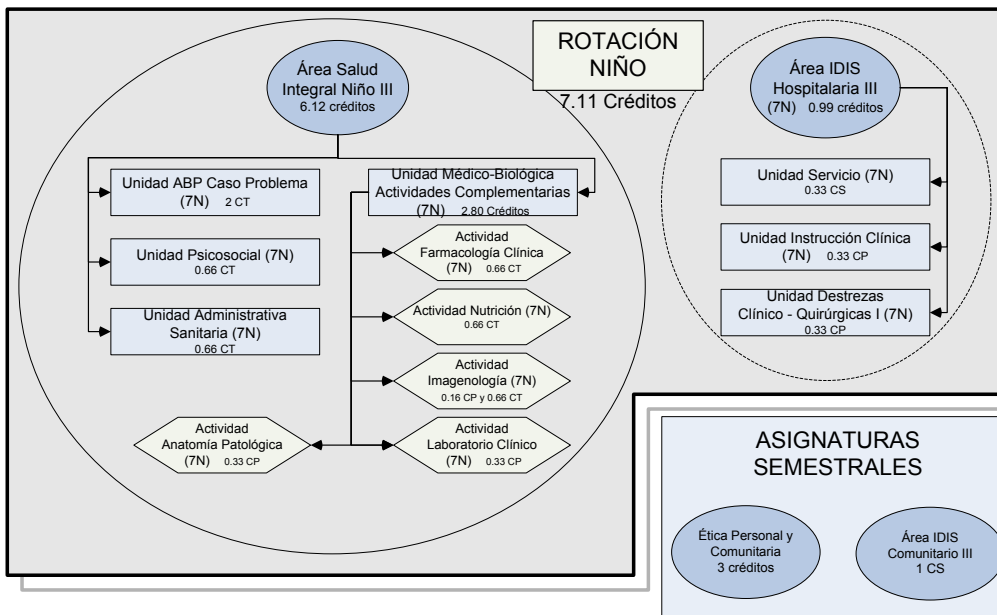 ROTACIÓN
NIÑO
7.11 Créditos
Área Salud
Integral Niño III
6.12 créditos
Unidad ABP Caso Problema
(7N) 2 CT
Unidad Psicosocial (7N)
0.66 CT
Unidad Administrativa
Sanitaria (7N)
0.66 CT
Unidad Médico-Biológica
Actividades Complementarias
(7N) 2.80 Créditos
Actividad
Farmacología Clínica
(7N) 0.66 CT
Actividad Nutrición (7N)
0.66 CT
Actividad
Imagenología (7N)
0.16 CP y 0.66 CT
Actividad
Anatomía Patológica
(7N) 0.33 CP
Actividad
Laboratorio Clínico
(7N) 0.33 CP
Área IDIS
Hospitalaria III
(7N) 0.99 créditos
Unidad Servicio (7N)
0.33 CS
Unidad Instrucción Clínica
(7N) 0.33 CP
Unidad Destrezas
Clínico - Quirúrgicas I (7N)
0.33 CP
ASIGNATURAS
SEMESTRALES
Ética Personal y
Comunitaria
3 créditos
Área IDIS
Comunitario III
1 CS